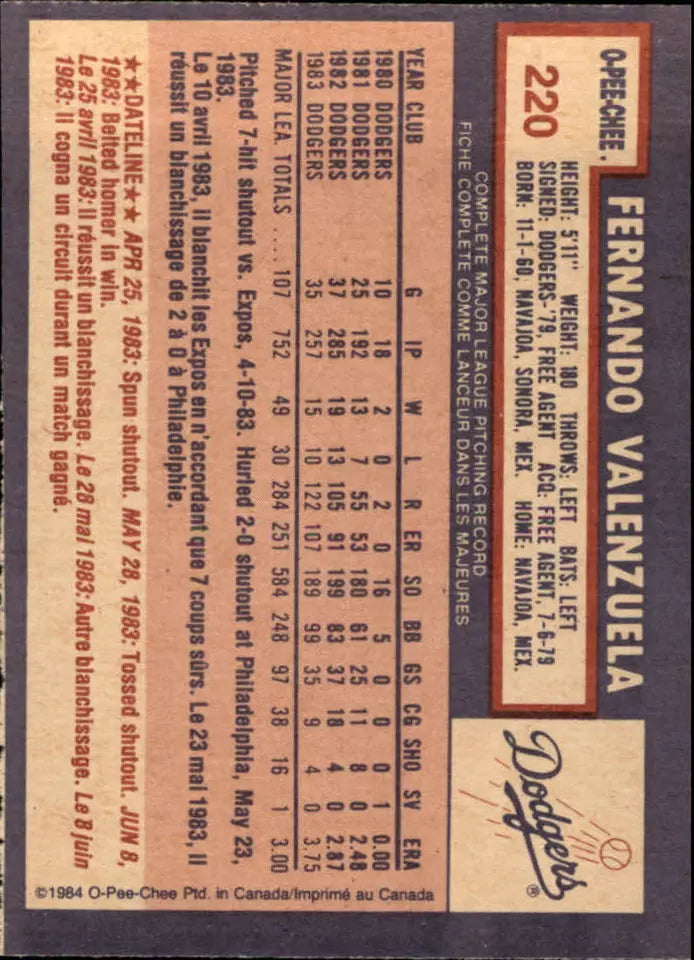 O-PEE-CHEE.
220
FERNANDO VALENZUELA
HEIGHT: 5'11" WEIGHT: 180 THROWS: LEFT BATS: LEFT
SIGNED: DODGERS-'79, FREE AGENT ACQ: FREE AGENT, 7-6-79
BORN: 11-1-60, NAVAJOA, SONORA, MEX. HOME: NAVAJOA, MEX.
Dodgers®
COMPLETE MAJOR LEAGUE PITCHING RECORD
FICHE COMPLETE COMME LANCEUR DANS LES MAJEURES
YEAR CLUB G IP W L R ER SO BB GS CG SHO SV ERA
1980 DODGERS 10 18 2 0 2 0 16 5 0 0 0 1 0.00
1981 DODGERS 25 192 13 7 55 53 180 61 25 11 8 0 2.48
1982 DODGERS 37 285 19 13 105 91 199 83 37 18 4 0 2.87
1983 DODGERS 35 257 15 10 122 107 189 99 35 9 4 0 3.75
MAJOR LEA. TOTALS .... 107 752 49 30 284 251 584 248 97 38 16 1 3.00
Pitched 7-hit shutout vs. Expos, 4-10-83. Hurled 2-0 shutout at Philadelphia, May 23,
1983.
Le 10 avril 1983, il blanchit les Expos en n'accordant que 7 coups sûrs. Le 23 mai 1983, il
réussit un blanchissage de 2 à 0 à Philadelphie.
★★DATELINE★★ APR 25, 1983: Spun shutout. MAY 28, 1983: Tossed shutout. JUN 8,
1983: Belted homer in win.
Le 25 avril 1983: il réussit un blanchissage. Le 28 mai 1983: Autre blanchissage. Le 8 juin
1983: il cogna un circuit durant un match gagné.
©1984 O-Pee-Chee Ptd. in Canada/Imprimé au Canada